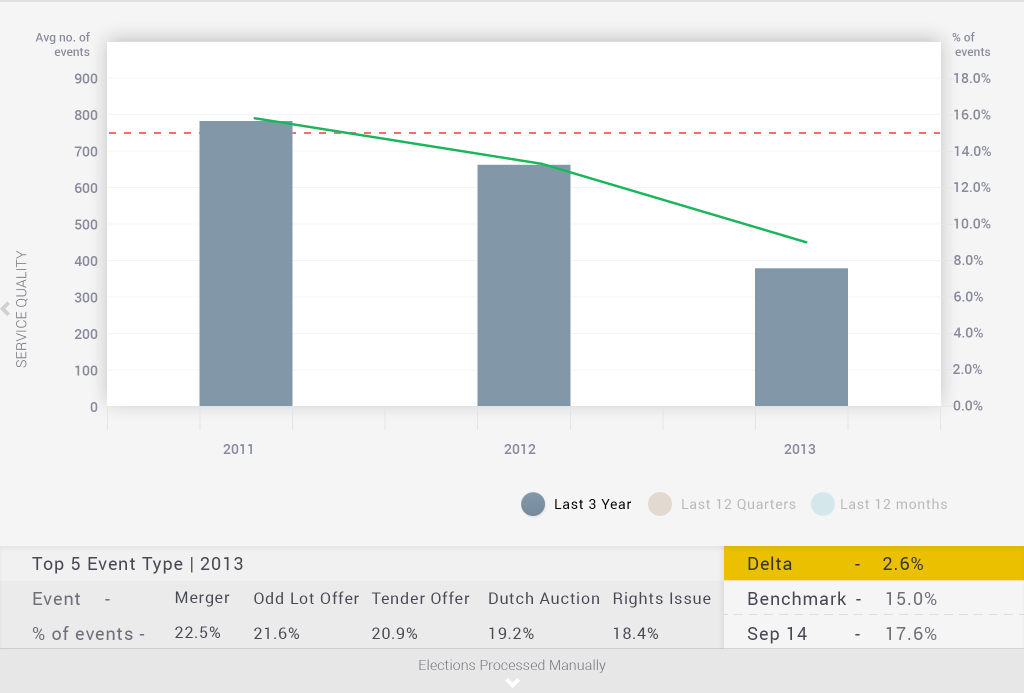 Avg no. of
events
% of
events
900
800
700
600
500
400
300
200
100
0
18.0%
16.0%
14.0%
12.0%
10.0%
8.0%
6.0%
4.0%
2.0%
0.0%
SERVICE QUALITY
2011 2012 2013
Last 3 Year Last 12 Quarters Last 12 months
Top 5 Event Type | 2013
Event - Merger Odd Lot Offer Tender Offer Dutch Auction Rights Issue
% of events - 22.5% 21.6% 20.9% 19.2% 18.4%
Delta - 2.6%
Benchmark - 15.0%
Sep 14 - 17.6%
Elections Processed Manually